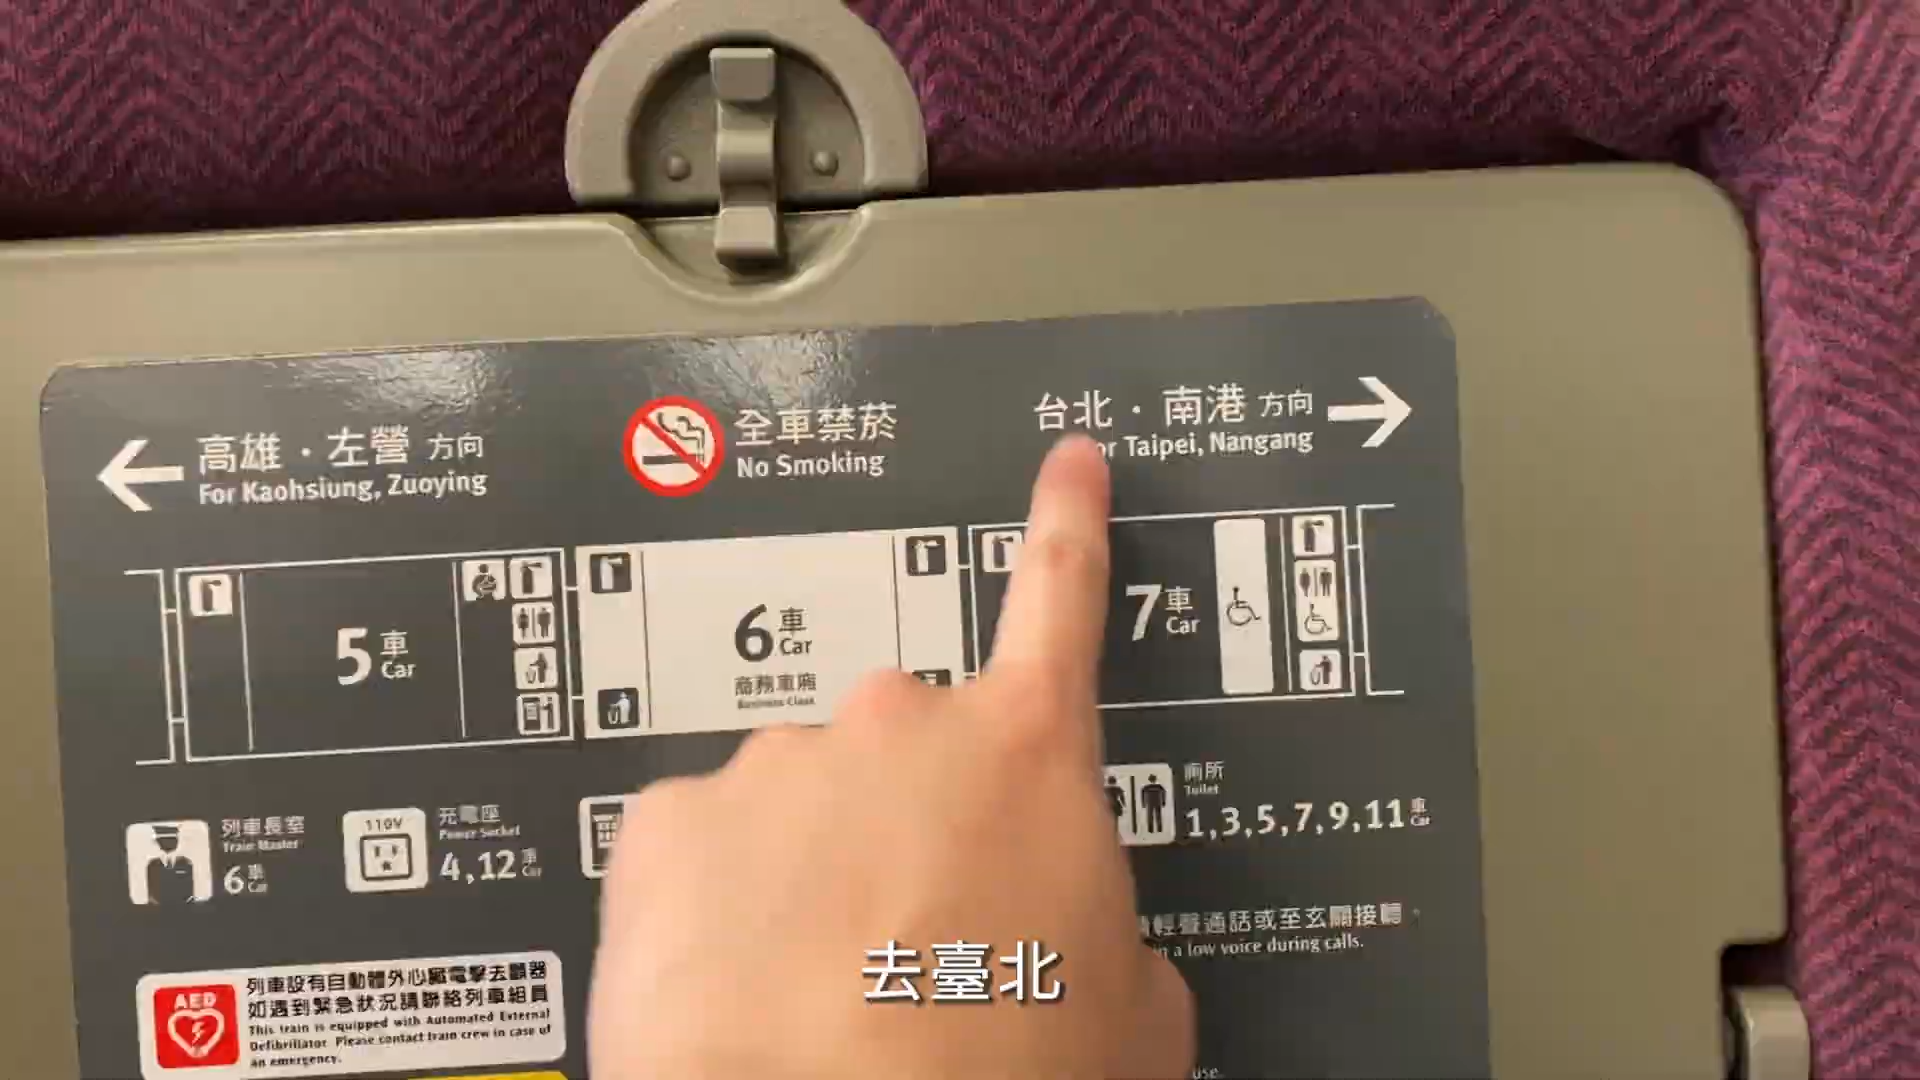 高雄・左營 方向
For Kaohsiung, Zuoying
全車禁菸
No Smoking
台北・南港 方向
or Taipei, Nangang
5 車 Car
6 車 Car
商務車廂
Business Class
7 車 Car
列車長室
Train Master
6 車 Car
110V
充電座
Power Socket
4,12 車 Car
廁所
Toilet
1,3,5,7,9,11 車 Car
輕聲通話或至玄關接聽。
in a low voice during calls.
AED
列車設有自動體外心臟電擊去顫器
如遇到緊急狀況請聯絡列車組員
This train is equipped with Automated External
Defibrillator. Please contact train crew in case of
an emergency.
use.
去臺北